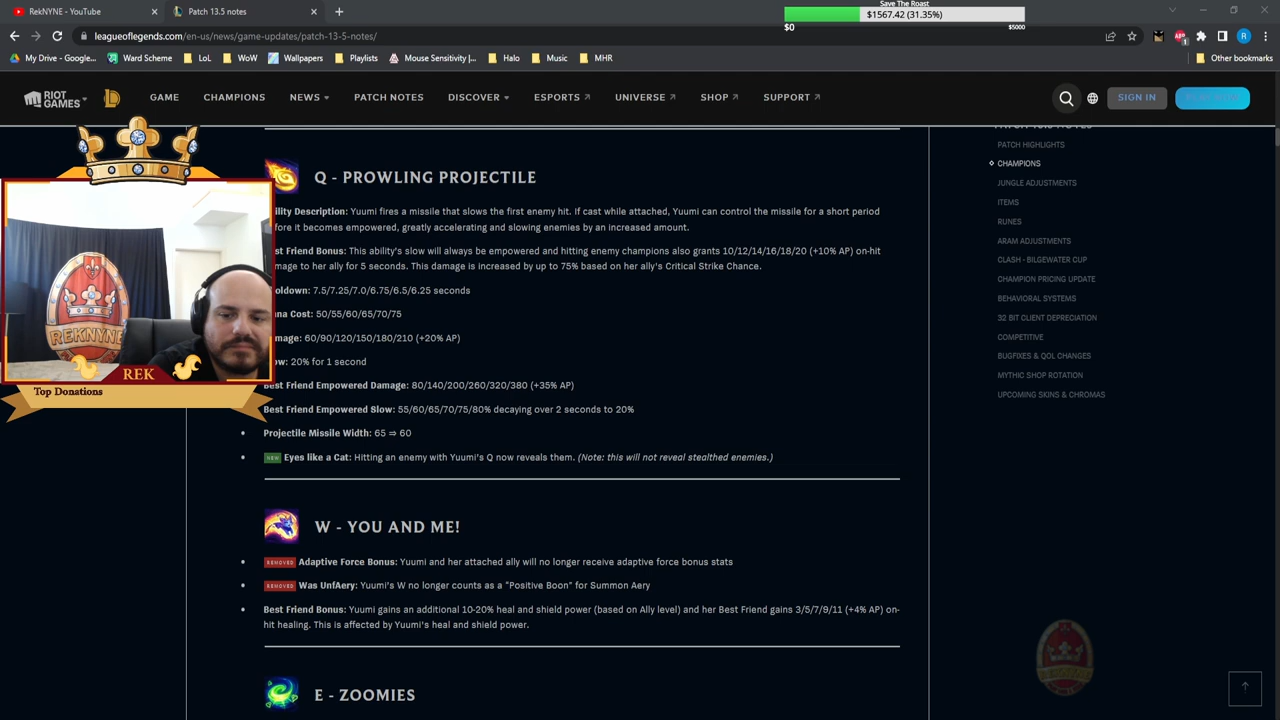 RekNYNE - YouTube
Patch 13.5 notes
Save The Roast
$1567.42 (31.35%)
$0
$5000
leagueoflegends.com/en-us/news/game-updates/patch-13-5-notes/
My Drive - Google...
Ward Scheme
LoL
WoW
Wallpapers
Playlists
Mouse Sensitivity |...
Halo
Music
MHR
Other bookmarks
RIOT GAMES
GAME
CHAMPIONS
NEWS
PATCH NOTES
DISCOVER
ESPORTS
UNIVERSE
SHOP
SUPPORT
SIGN IN
Q - PROWLING PROJECTILE
ility Description: Yuumi fires a missile that slows the first enemy hit. If cast while attached, Yuumi can control the missile for a short period
fore it becomes empowered, greatly accelerating and slowing enemies by an increased amount.
st Friend Bonus: This ability's slow will always be empowered and hitting enemy champions also grants 10/12/14/16/18/20 (+10% AP) on-hit
mage to her ally for 5 seconds. This damage is increased by up to 75% based on her ally's Critical Strike Chance.
oldown: 7.5/7.25/7.0/6.75/6.5/6.25 seconds
ana Cost: 50/55/60/65/70/75
mage: 60/90/120/150/180/210 (+20% AP)
ow: 20% for 1 second
Best Friend Empowered Damage: 80/140/200/260/320/380 (+35% AP)
Best Friend Empowered Slow: 55/60/65/70/75/80% decaying over 2 seconds to 20%
Projectile Missile Width: 65 ⇒ 60
NEW Eyes like a Cat: Hitting an enemy with Yuumi's Q now reveals them. (Note: this will not reveal stealthed enemies.)
W - YOU AND ME!
REMOVED Adaptive Force Bonus: Yuumi and her attached ally will no longer receive adaptive force bonus stats
REMOVED Was UnfAery: Yuumi's W no longer counts as a "Positive Boon" for Summon Aery
Best Friend Bonus: Yuumi gains an additional 10-20% heal and shield power (based on Ally level) and her Best Friend gains 3/5/7/9/11 (+4% AP) on-
hit healing. This is affected by Yuumi's heal and shield power.
E - ZOOMIES
PATCH 13.5 NOTES
PATCH HIGHLIGHTS
CHAMPIONS
JUNGLE ADJUSTMENTS
ITEMS
RUNES
ARAM ADJUSTMENTS
CLASH - BILGEWATER CUP
CHAMPION PRICING UPDATE
BEHAVIORAL SYSTEMS
32 BIT CLIENT DEPRECIATION
COMPETITIVE
BUGFIXES & QOL CHANGES
MYTHIC SHOP ROTATION
UPCOMING SKINS & CHROMAS
REKNYNE
REK
Top Donations